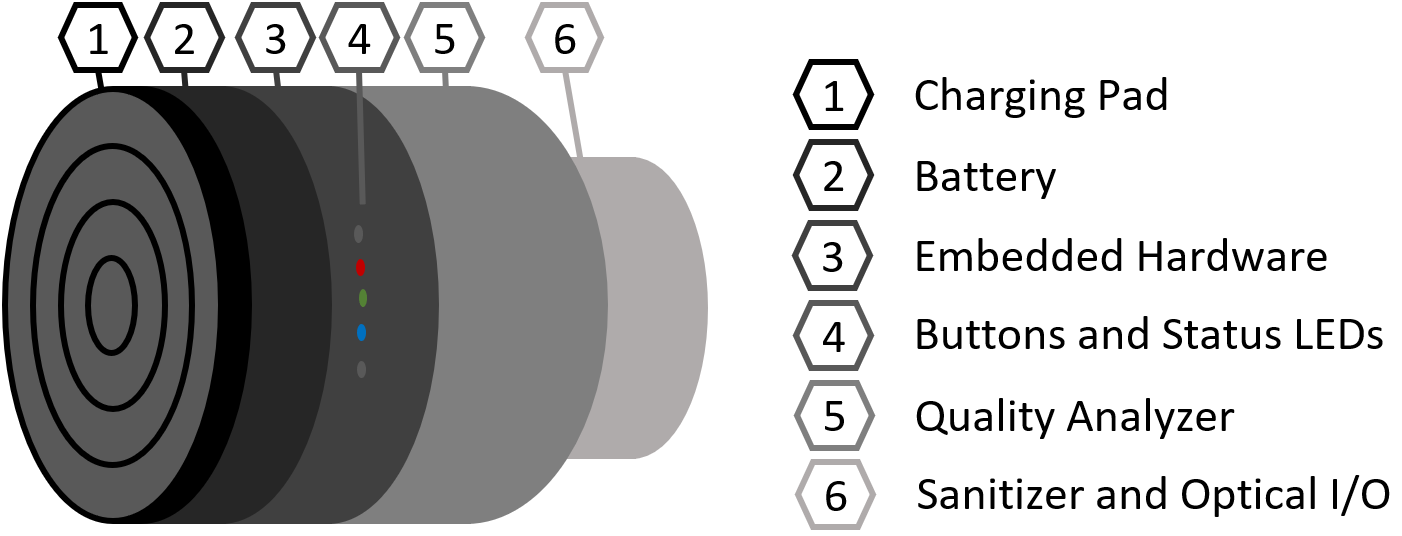 1 2 3 4 5 6
1 Charging Pad
2 Battery
3 Embedded Hardware
4 Buttons and Status LEDs
5 Quality Analyzer
6 Sanitizer and Optical I/O